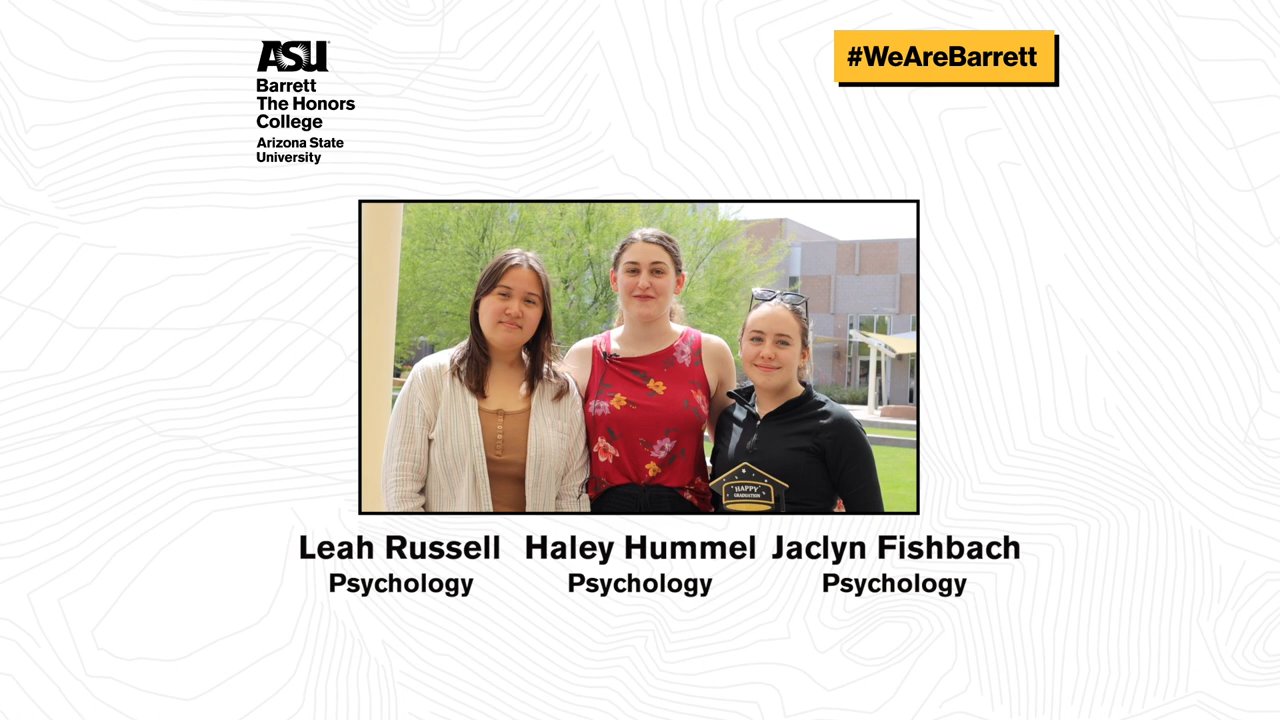 ASU
Barrett
The Honors
College
Arizona State
University
#WeAreBarrett
HAPPY
GRADUATION
Leah Russell Haley Hummel Jaclyn Fishbach
Psychology Psychology Psychology